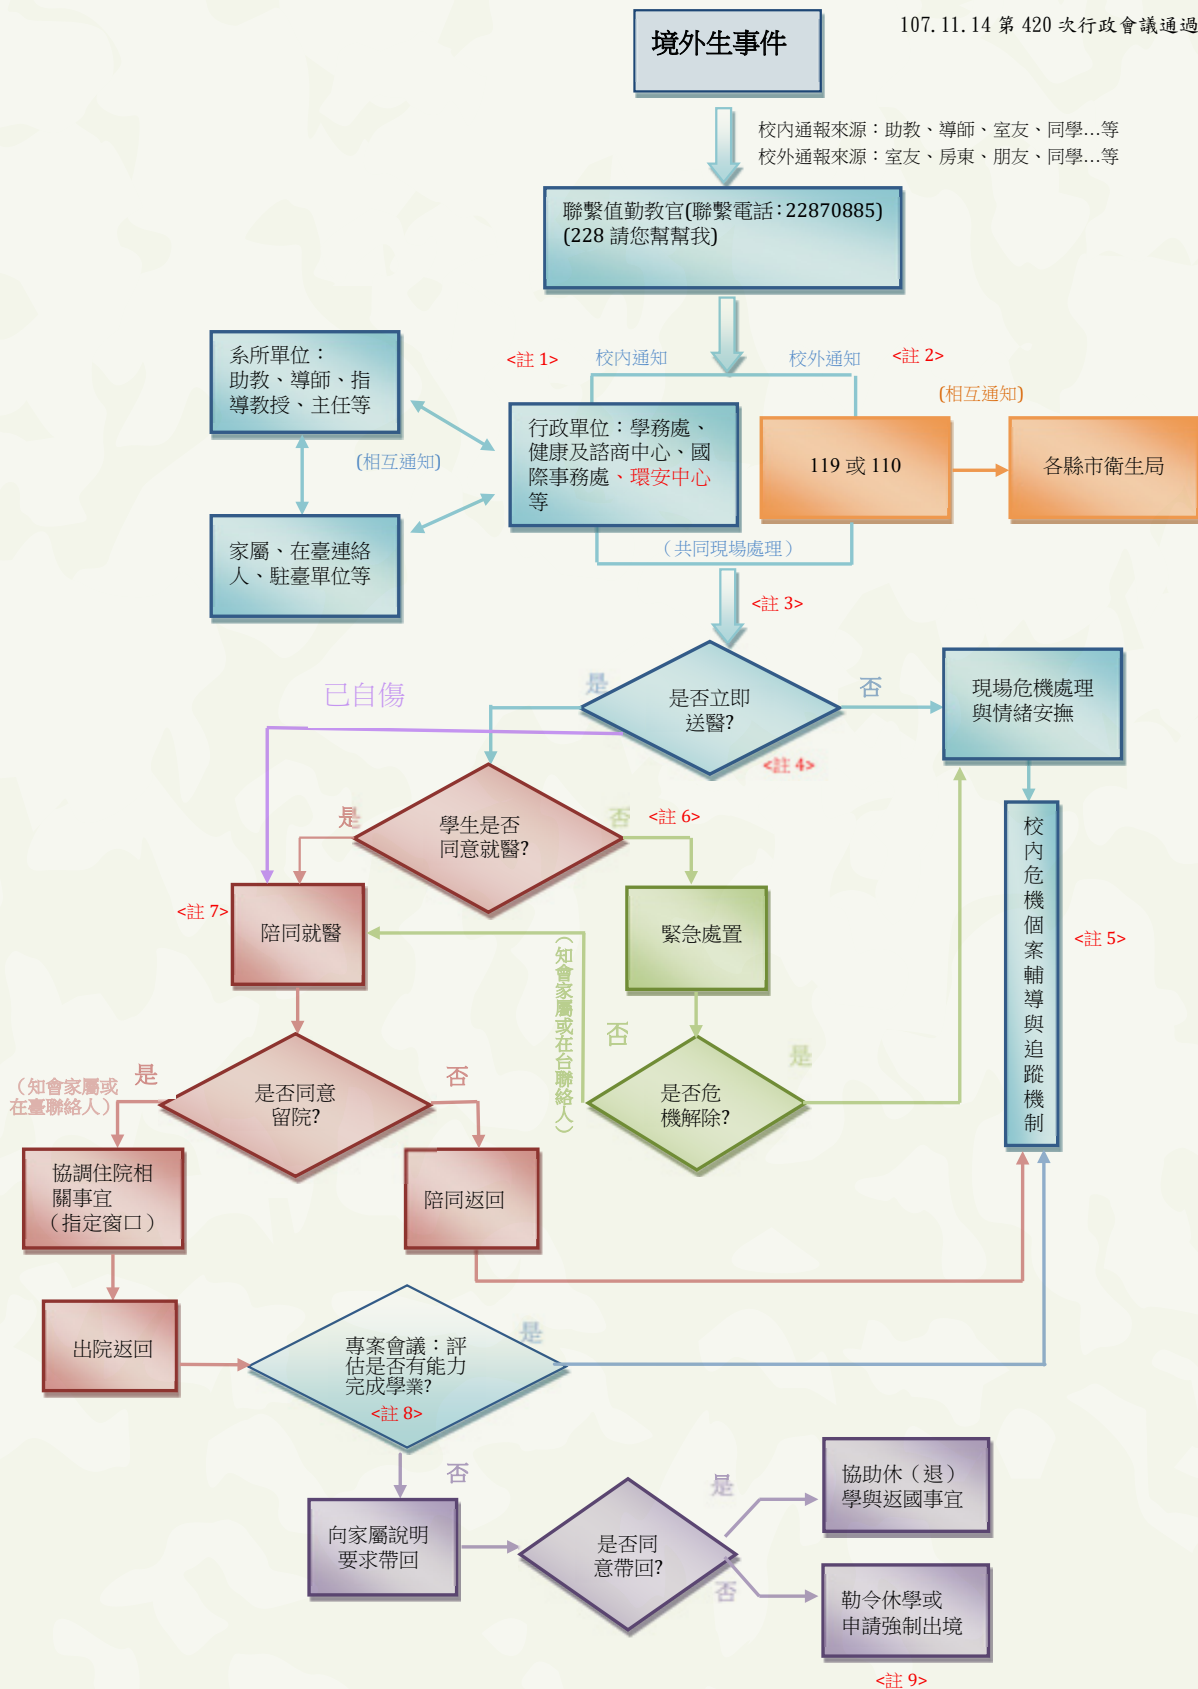 107.11.14 第 420 次行政會議通過
境外生事件
校內通報來源：助教、導師、室友、同學…等
校外通報來源：室友、房東、朋友、同學…等
聯繫值勤教官(聯繫電話：22870885)
(228 請您幫幫我)
<註 1>
校內通知
校外通知
<註 2>
系所單位：
助教、導師、指
導教授、主任等
(相互通知)
行政單位：學務處、
健康及諮商中心、國
際事務處、環安中心
等
119 或 110
(相互通知)
各縣市衛生局
家屬、在臺連絡
人、駐臺單位等
（共同現場處理）
<註 3>
是否立即
送醫?
是
否
已自傷
現場危機處理
與情緒安撫
<註 4>
學生是否
同意就醫?
是
否
<註 6>
校內危機個案輔導與追蹤機制
<註 5>
<註 7>
陪同就醫
緊急處置
（知會家屬或在台聯絡人）
否
是否危
機解除?
是
（知會家屬或
在臺聯絡人）
是
是否同意
留院?
否
協調住院相
關事宜
（指定窗口）
陪同返回
出院返回
專案會議：評
估是否有能力
完成學業?
<註 8>
是
否
向家屬說明
要求帶回
是否同
意帶回?
是
協助休（退）
學與返國事宜
否
勒令休學或
申請強制出境
<註 9>